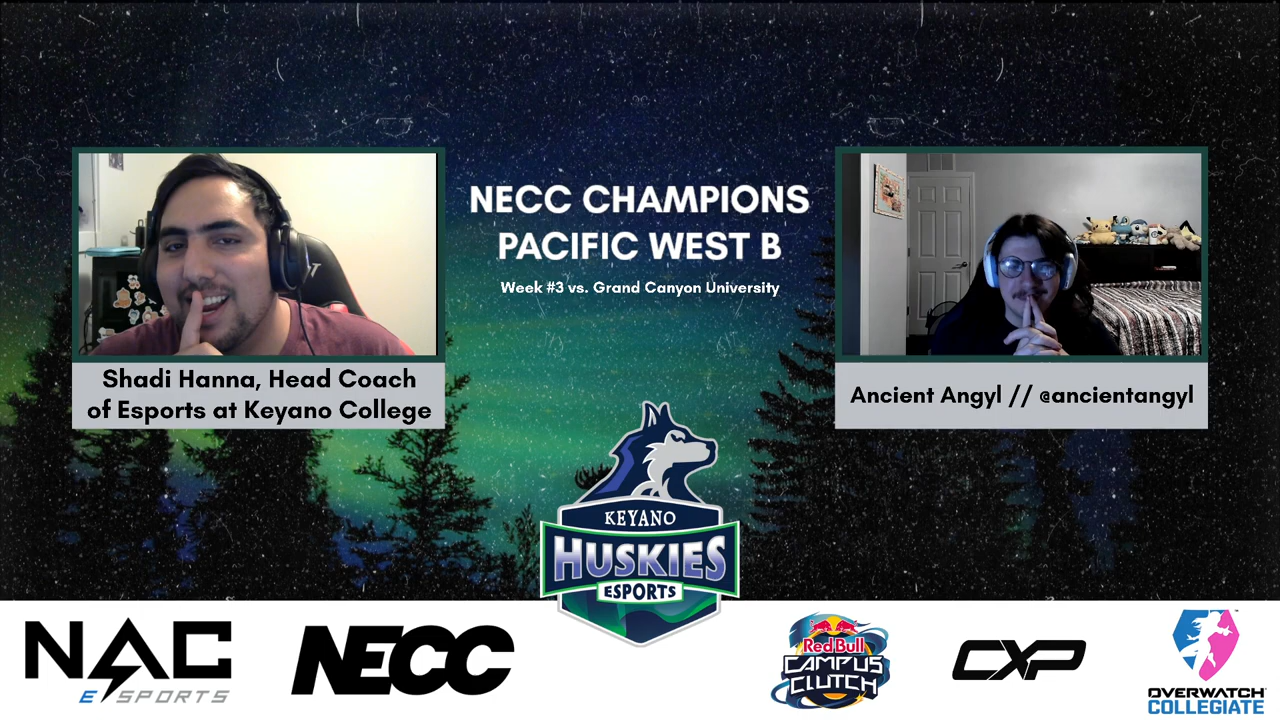 NECC CHAMPIONS
PACIFIC WEST B
Week #3 vs. Grand Canyon University
Shadi Hanna, Head Coach
of Esports at Keyano College
Ancient Angyl // @ancientangyl
KEYANO
HUSKIES
ESPORTS
NAC
ESPORTS
NECC
Red Bull
CAMPUS
CLUTCH
CXP
OVERWATCH
COLLEGIATE